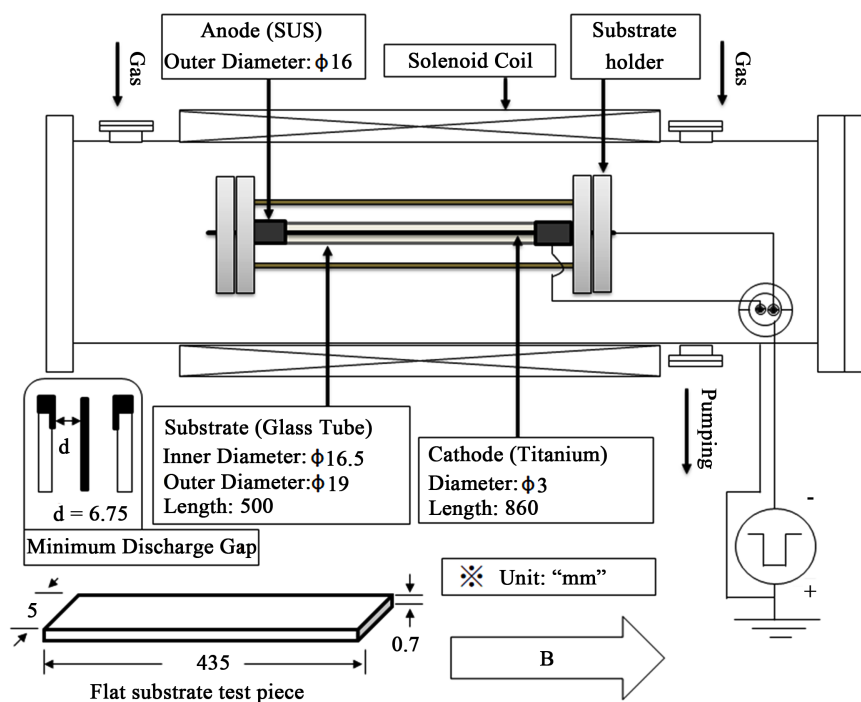 Anode (SUS)
Outer Diameter: ϕ16
Solenoid Coil
Substrate
holder
Gas
Gas
Substrate (Glass Tube)
Inner Diameter: ϕ16.5
Outer Diameter: ϕ19
Length: 500
Cathode (Titanium)
Diameter: ϕ3
Length: 860
Pumping
d
d = 6.75
Minimum Discharge Gap
※ Unit: “mm”
-
+
5
435
0.7
Flat substrate test piece
B